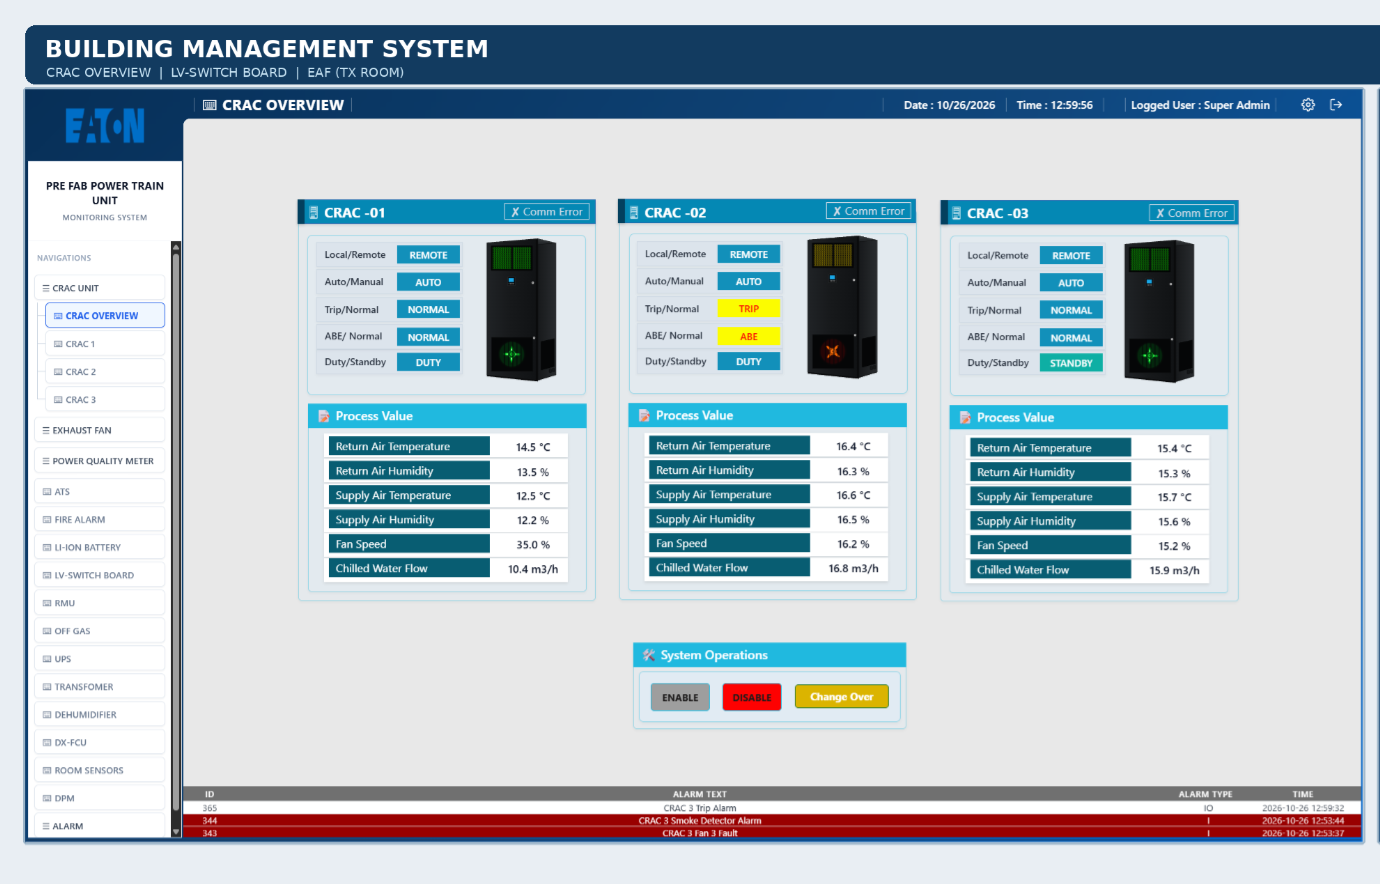 BUILDING MANAGEMENT SYSTEM
CRAC OVERVIEW | LV-SWITCH BOARD | EAF (TX ROOM)
EATON
CRAC OVERVIEW
Date : 10/26/2026
Time : 12:59:56
Logged User : Super Admin
PRE FAB POWER TRAIN
UNIT
MONITORING SYSTEM
NAVIGATIONS
CRAC UNIT
CRAC OVERVIEW
CRAC 1
CRAC 2
CRAC 3
EXHAUST FAN
POWER QUALITY METER
ATS
FIRE ALARM
LI-ION BATTERY
LV-SWITCH BOARD
RMU
OFF GAS
UPS
TRANSFOMER
DEHUMIDIFIER
DX-FCU
ROOM SENSORS
DPM
ALARM
CRAC -01
✗ Comm Error
Local/Remote REMOTE
Auto/Manual AUTO
Trip/Normal NORMAL
ABE/ Normal NORMAL
Duty/Standby DUTY
Process Value
Return Air Temperature 14.5 °C
Return Air Humidity 13.5 %
Supply Air Temperature 12.5 °C
Supply Air Humidity 12.2 %
Fan Speed 35.0 %
Chilled Water Flow 10.4 m3/h
CRAC -02
✗ Comm Error
Local/Remote REMOTE
Auto/Manual AUTO
Trip/Normal TRIP
ABE/ Normal ABE
Duty/Standby DUTY
Process Value
Return Air Temperature 16.4 °C
Return Air Humidity 16.3 %
Supply Air Temperature 16.6 °C
Supply Air Humidity 16.5 %
Fan Speed 16.2 %
Chilled Water Flow 16.8 m3/h
CRAC -03
✗ Comm Error
Local/Remote REMOTE
Auto/Manual AUTO
Trip/Normal NORMAL
ABE/ Normal NORMAL
Duty/Standby STANDBY
Process Value
Return Air Temperature 15.4 °C
Return Air Humidity 15.3 %
Supply Air Temperature 15.7 °C
Supply Air Humidity 15.6 %
Fan Speed 15.2 %
Chilled Water Flow 15.9 m3/h
System Operations
ENABLE DISABLE Change Over
ID ALARM TEXT ALARM TYPE TIME
365 CRAC 3 Trip Alarm IO 2026-10-26 12:59:32
344 CRAC 3 Smoke Detector Alarm I 2026-10-26 12:53:44
343 CRAC 3 Fan 3 Fault I 2026-10-26 12:53:37